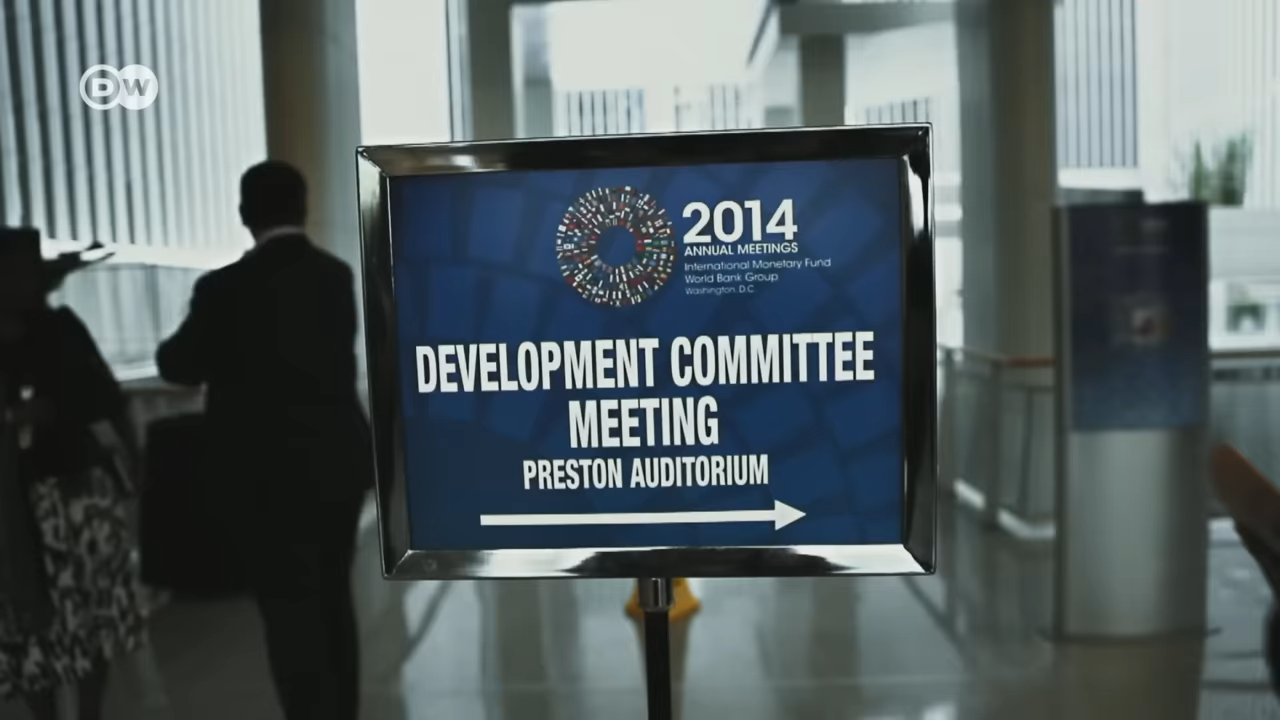 DW
2014
ANNUAL MEETINGS
International Monetary Fund
World Bank Group
Washington, D.C.
DEVELOPMENT COMMITTEE
MEETING
PRESTON AUDITORIUM